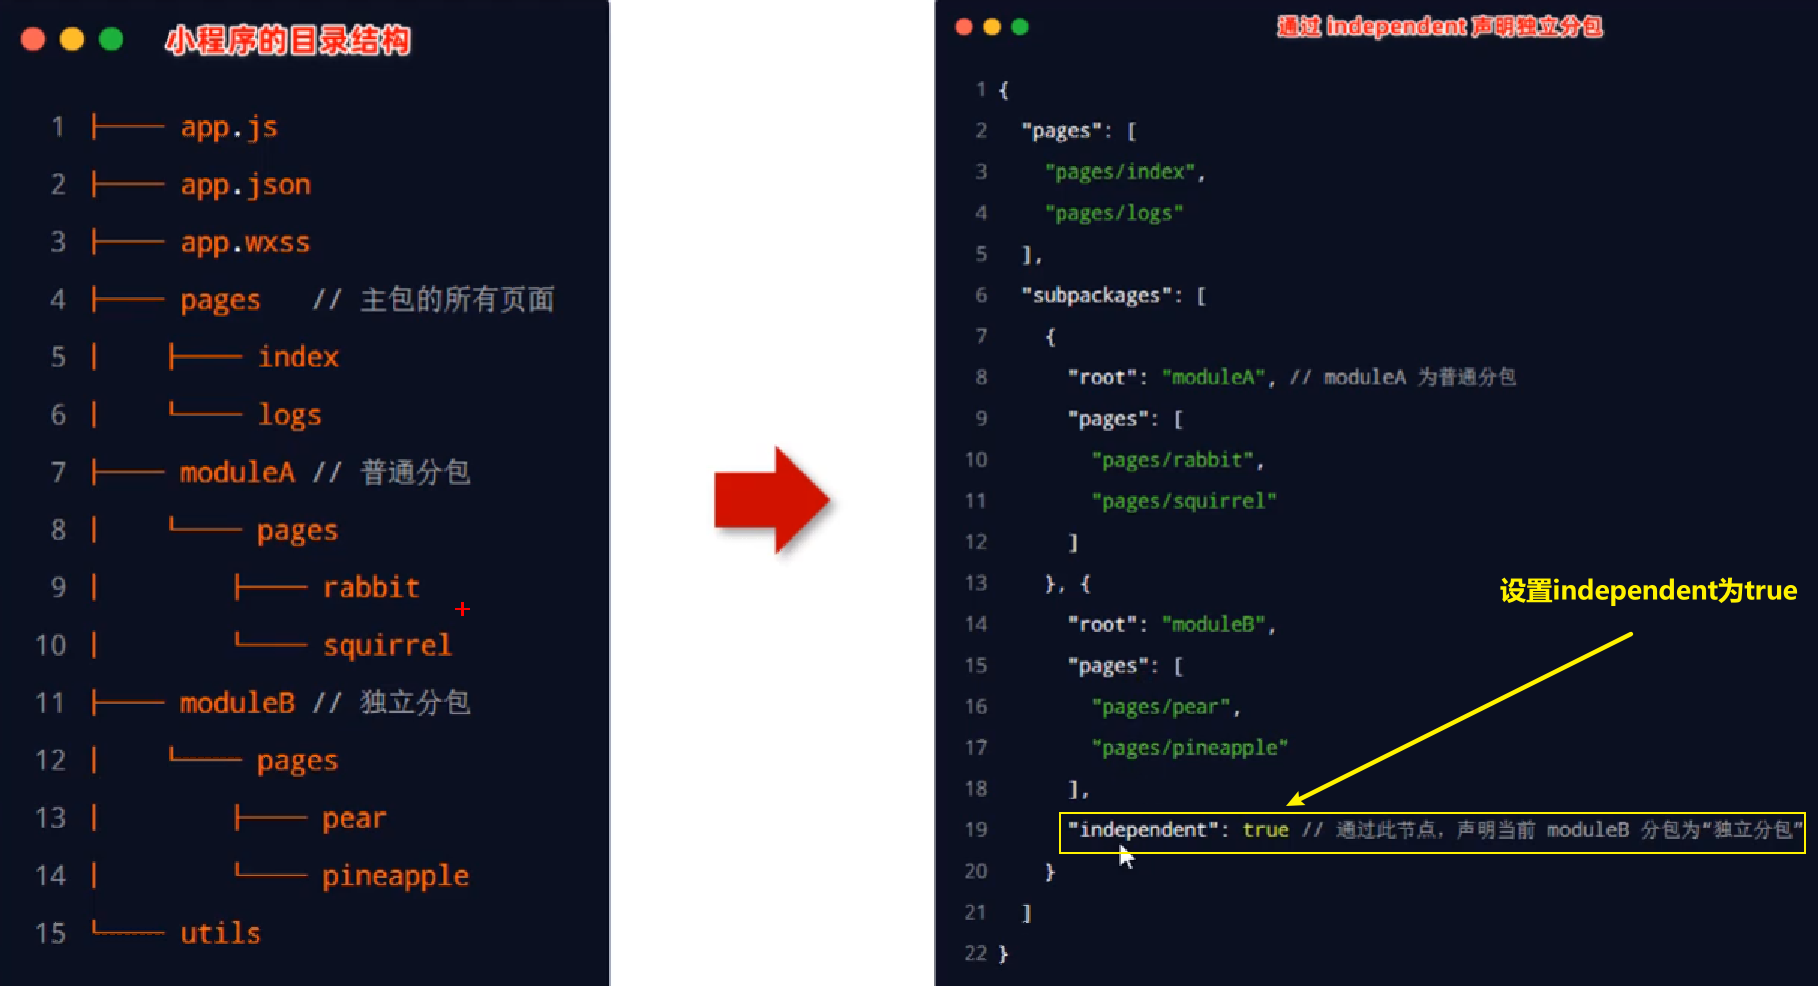 小程序的目录结构
1 ├── app.js
2 ├── app.json
3 ├── app.wxss
4 ├── pages // 主包的所有页面
5 │ ├── index
6 │ └── logs
7 ├── moduleA // 普通分包
8 │ └── pages
9 │ ├── rabbit
10 │ └── squirrel
11 ├── moduleB // 独立分包
12 │ └── pages
13 │ ├── pear
14 │ └── pineapple
15 └── utils
通过 independent 声明独立分包
1 {
2 "pages": [
3 "pages/index",
4 "pages/logs"
5 ],
6 "subpackages": [
7 {
8 "root": "moduleA", // moduleA 为普通分包
9 "pages": [
10 "pages/rabbit",
11 "pages/squirrel"
12 ]
13 }, {
14 "root": "moduleB",
15 "pages": [
16 "pages/pear",
17 "pages/pineapple"
18 ],
19 "independent": true // 通过此节点，声明当前 moduleB 分包为“独立分包”
20 }
21 ]
22 }
设置independent为true